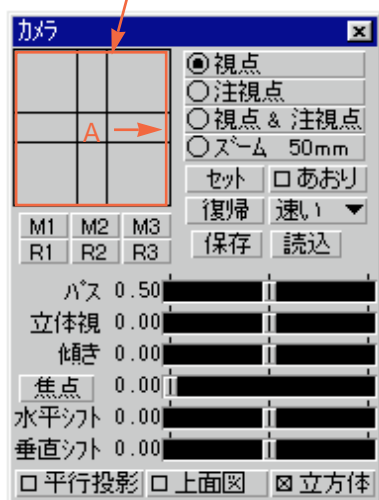 カメラ
視点
注視点
視点 & 注視点
ズーム 50mm
A
セット あおり
復帰 速い
保存 読込
M1 M2 M3
R1 R2 R3
パス 0.50
立体視 0.00
傾き 0.00
焦点 0.00
水平シフト 0.00
垂直シフト 0.00
平行投影 上面図 立方体